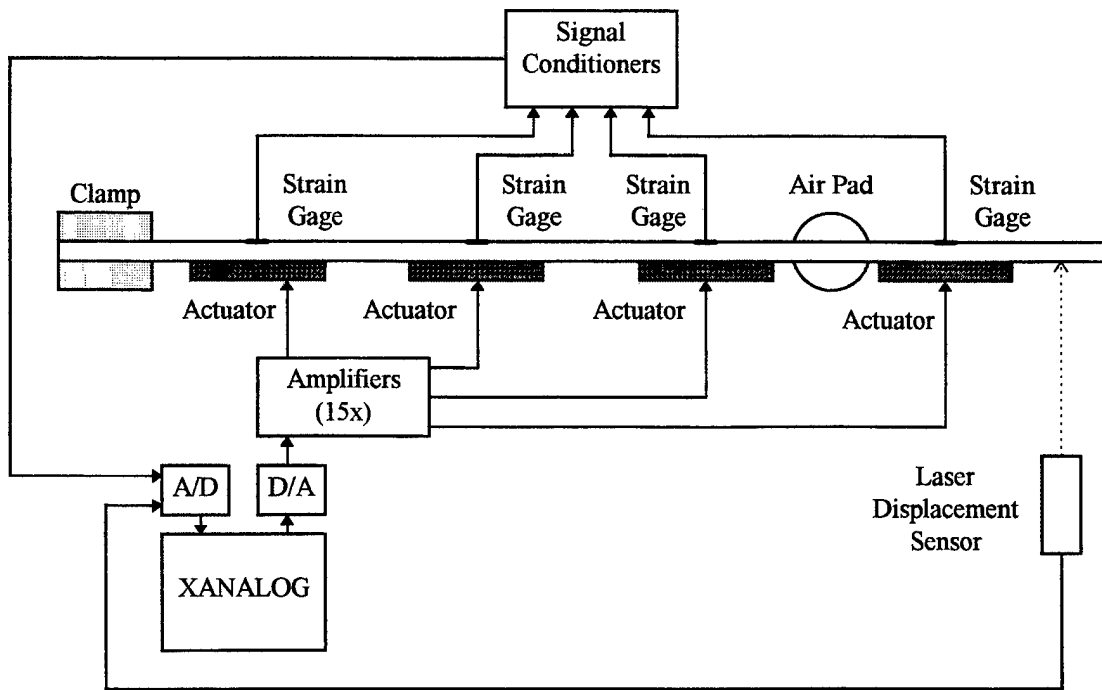 Signal
Conditioners
Clamp
Strain
Gage
Strain
Gage
Strain
Gage
Air Pad
Strain
Gage
Actuator
Actuator
Actuator
Actuator
Amplifiers
(15x)
A/D
D/A
XANALOG
Laser
Displacement
Sensor